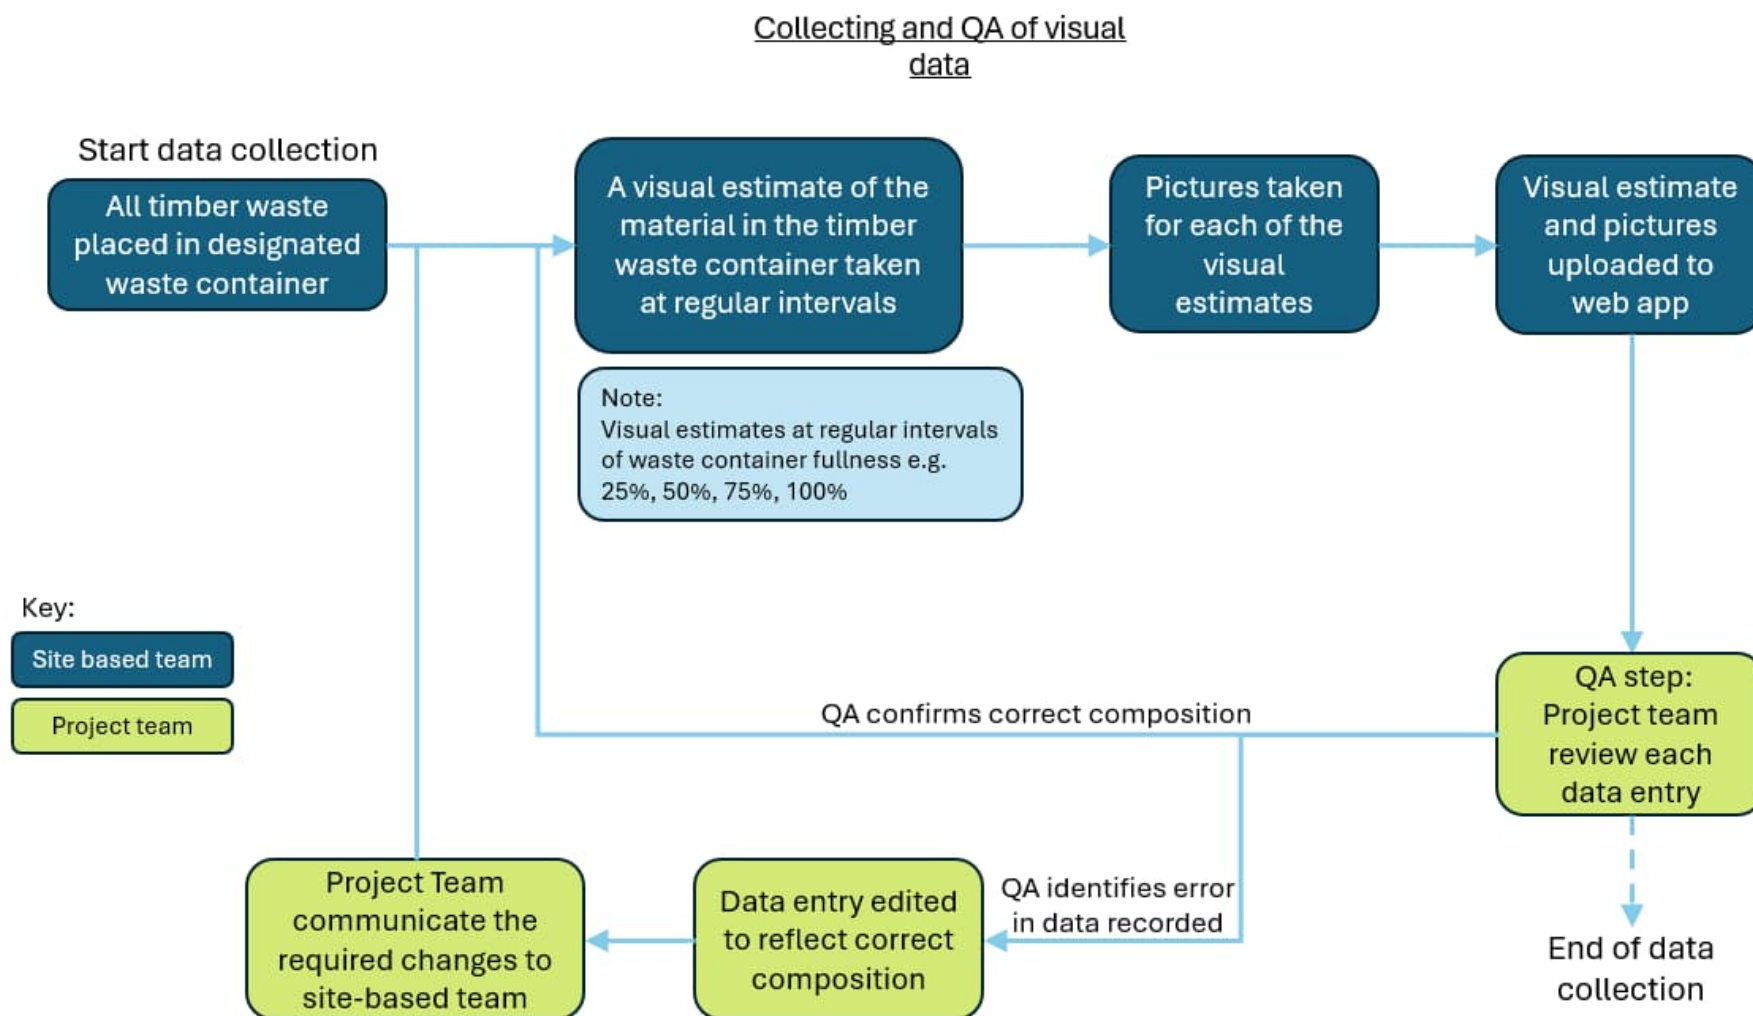 Collecting and QA of visual
data
Start data collection
All timber waste
placed in designated
waste container
A visual estimate of the
material in the timber
waste container taken
at regular intervals
Pictures taken
for each of the
visual
estimates
Visual estimate
and pictures
uploaded to
web app
Note:
Visual estimates at regular intervals
of waste container fullness e.g.
25%, 50%, 75%, 100%
Key:
Site based team
Project team
QA confirms correct composition
QA step:
Project team
review each
data entry
QA identifies error
in data recorded
Data entry edited
to reflect correct
composition
Project Team
communicate the
required changes to
site-based team
End of data
collection